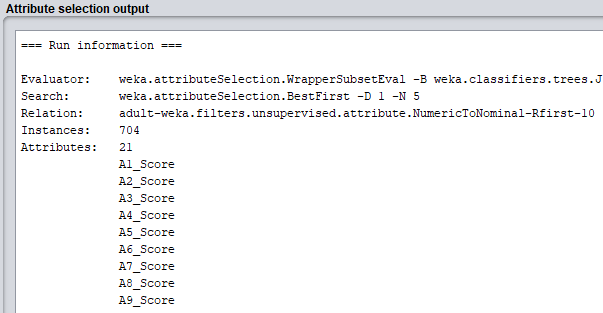 Attribute selection output
=== Run information ===
Evaluator: weka.attributeSelection.WrapperSubsetEval -B weka.classifiers.trees.J
Search: weka.attributeSelection.BestFirst -D 1 -N 5
Relation: adult-weka.filters.unsupervised.attribute.NumericToNominal-Rfirst-10
Instances: 704
Attributes: 21
A1_Score
A2_Score
A3_Score
A4_Score
A5_Score
A6_Score
A7_Score
A8_Score
A9_Score